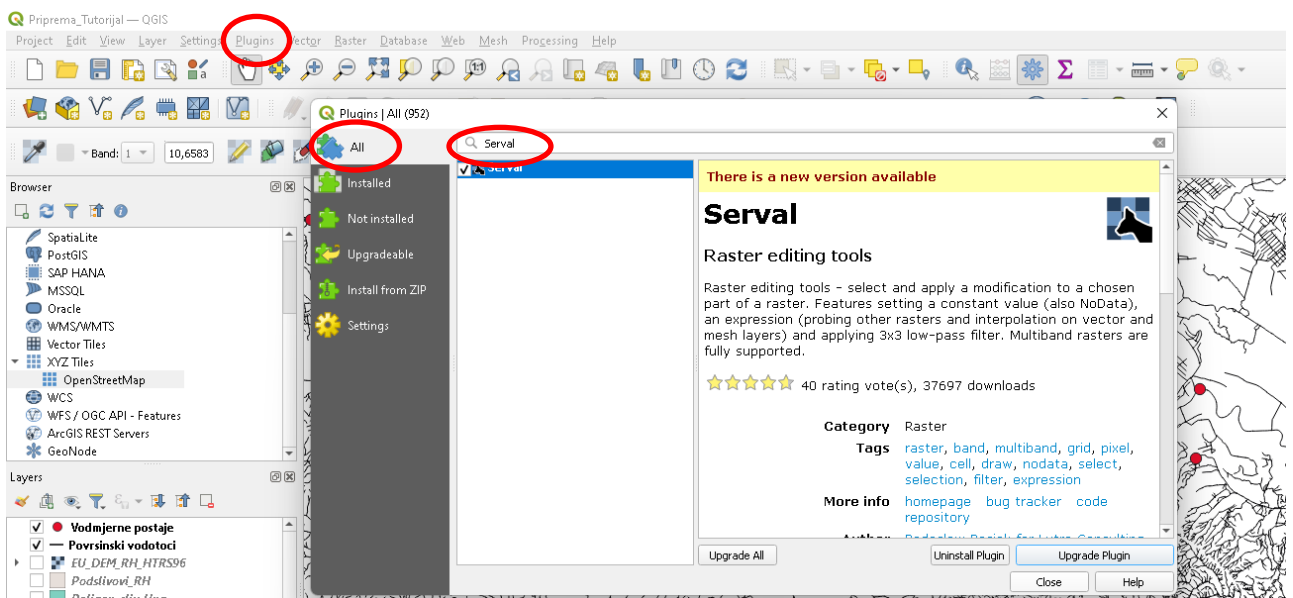 Priprema_Tutorijal — QGIS
Project Edit View Layer Settings Plugins Vector Raster Database Web Mesh Processing Help
Band: 1 10,6583
Plugins | All (952)
All
Serval
Installed
Not installed
Upgradeable
Install from ZIP
Settings
Serval
There is a new version available
Serval
Raster editing tools
Raster editing tools - select and apply a modification to a chosen
part of a raster. Features setting a constant value (also NoData),
an expression (probing other rasters and interpolation on vector and
mesh layers) and applying 3x3 low-pass filter. Multiband rasters are
fully supported.
40 rating vote(s), 37697 downloads
Category Raster
Tags raster, band, multiband, grid, pixel,
value, cell, draw, nodata, select,
selection, filter, expression
More info homepage bug tracker code
repository
Upgrade All
Uninstall Plugin
Upgrade Plugin
Close
Help
Browser
SpatiaLite
PostGIS
SAP HANA
MSSQL
Oracle
WMS/WMTS
Vector Tiles
XYZ Tiles
OpenStreetMap
WCS
WFS / OGC API - Features
ArcGIS REST Servers
GeoNode
Layers
Vodmjerne postaje
Povrsinski vodotoci
EU_DEM_RH_HTRS96
Podslivovi_RH